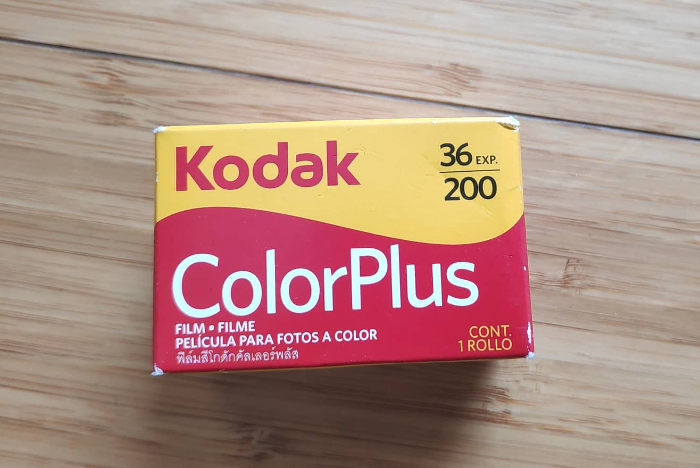 Kodak
36 EXP.
200
ColorPlus
FILM • FILME
PELÍCULA PARA FOTOS A COLOR
ฟิล์มสีโกดักคัลเลอร์พลัส
CONT.
1 ROLLO